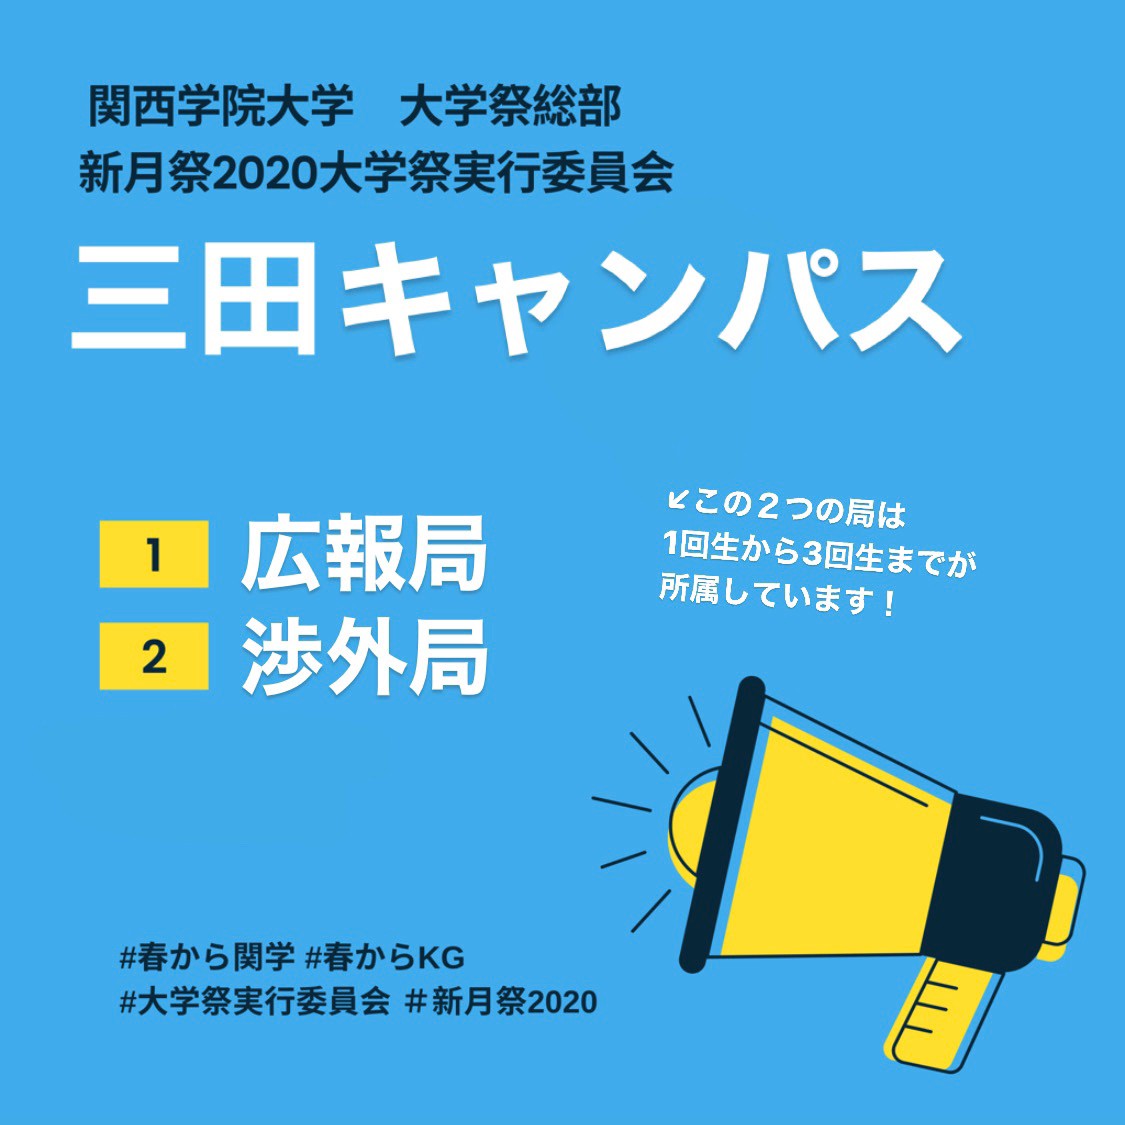 関西学院大学　大学祭総部
新月祭2020大学祭実行委員会
三田キャンパス
↙この２つの局は
1回生から3回生までが
所属しています！
1 広報局
2 渉外局
#春から関学 #春からKG
#大学祭実行委員会 ＃新月祭2020